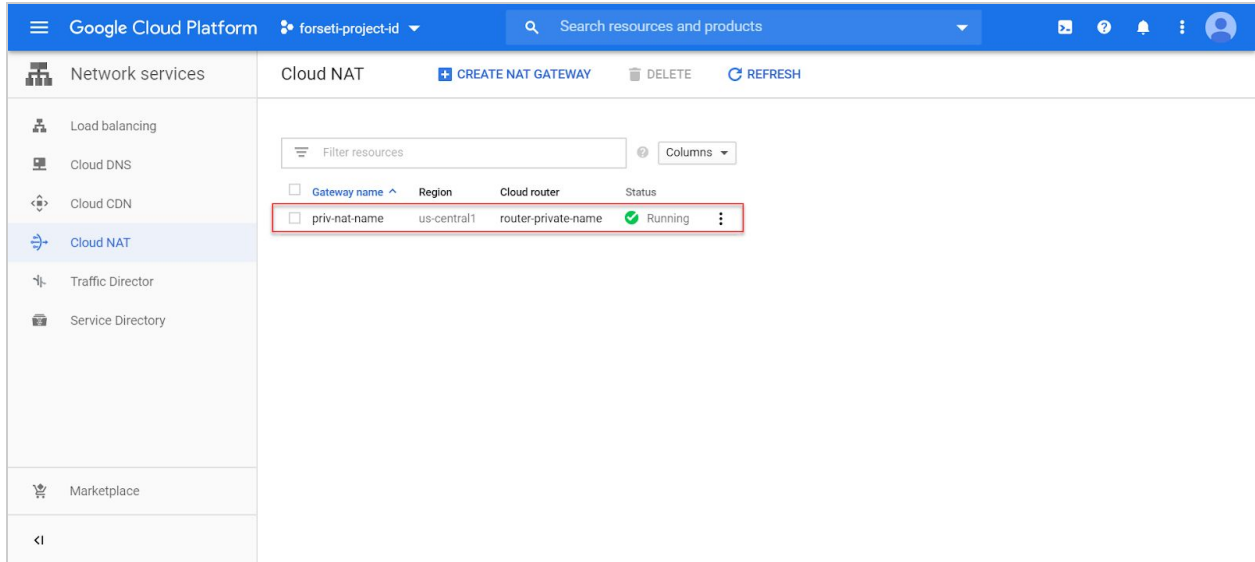 Google Cloud Platform forseti-project-id Search resources and products
Network services Cloud NAT CREATE NAT GATEWAY DELETE REFRESH
Load balancing
Cloud DNS
Cloud CDN
Cloud NAT
Traffic Director
Service Directory
Marketplace
Filter resources Columns
Gateway name Region Cloud router Status
priv-nat-name us-central1 router-private-name Running